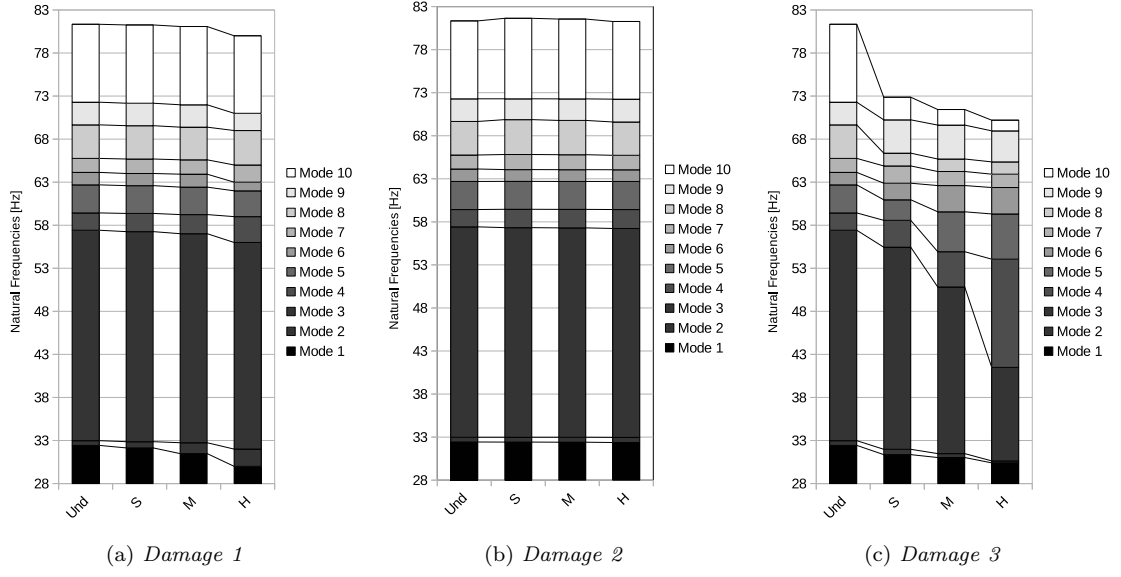 83
78
73
68
63
58
53
48
43
38
33
28
Natural Frequencies [Hz]
Und
S
M
H
Mode 10
Mode 9
Mode 8
Mode 7
Mode 6
Mode 5
Mode 4
Mode 3
Mode 2
Mode 1
(a) Damage 1
83
78
73
68
63
58
53
48
43
38
33
28
Natural Frequencies [Hz]
Und
S
M
H
Mode 10
Mode 9
Mode 8
Mode 7
Mode 6
Mode 5
Mode 4
Mode 3
Mode 2
Mode 1
(b) Damage 2
83
78
73
68
63
58
53
48
43
38
33
28
Natural Frequencies [Hz]
Und
S
M
H
Mode 10
Mode 9
Mode 8
Mode 7
Mode 6
Mode 5
Mode 4
Mode 3
Mode 2
Mode 1
(c) Damage 3